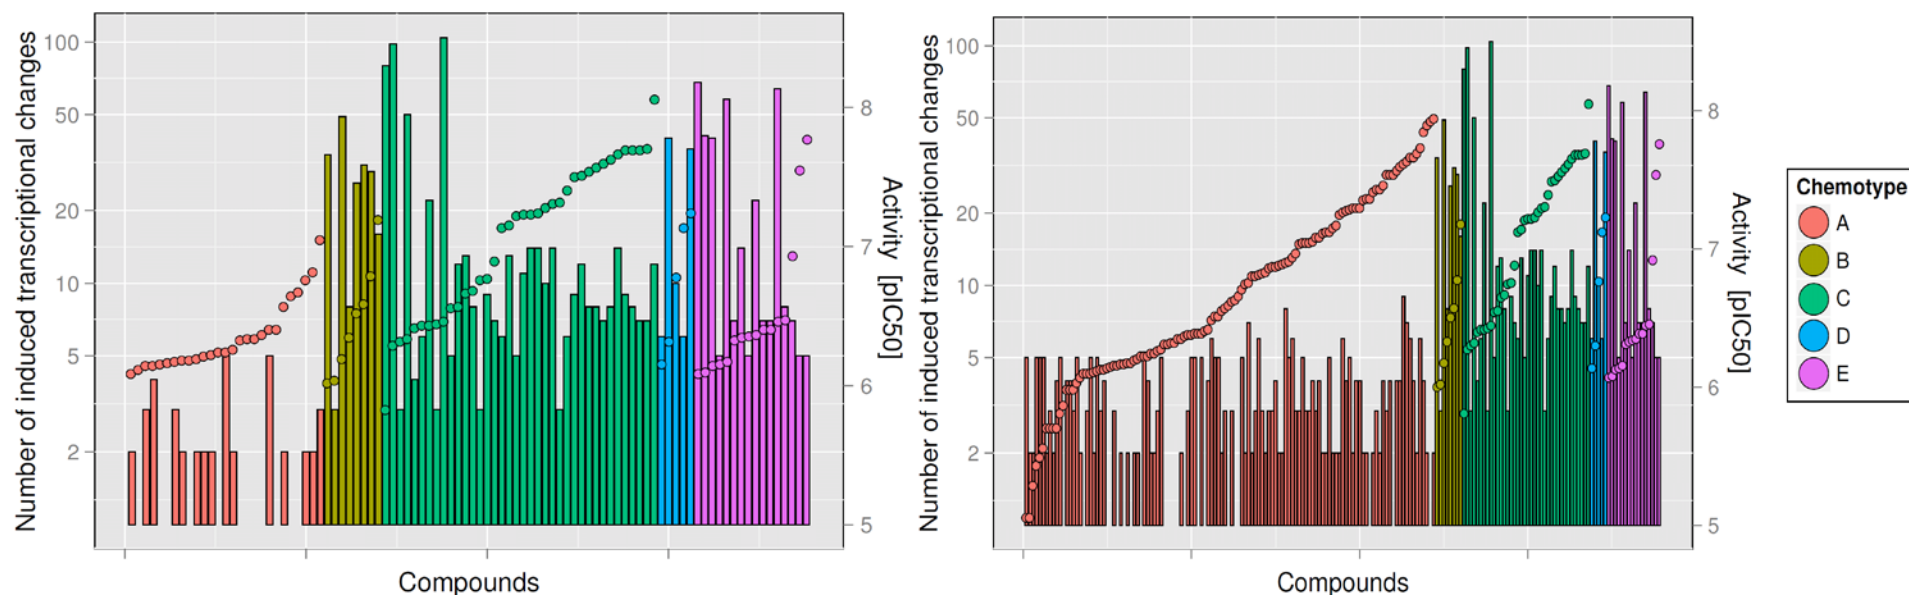 Number of induced transcriptional changes
100
50
20
10
5
2
8
7
6
5
Activity [pIC50]
Compounds
Number of induced transcriptional changes
100
50
20
10
5
2
8
7
6
5
Activity [pIC50]
Compounds
Chemotype
A
B
C
D
E